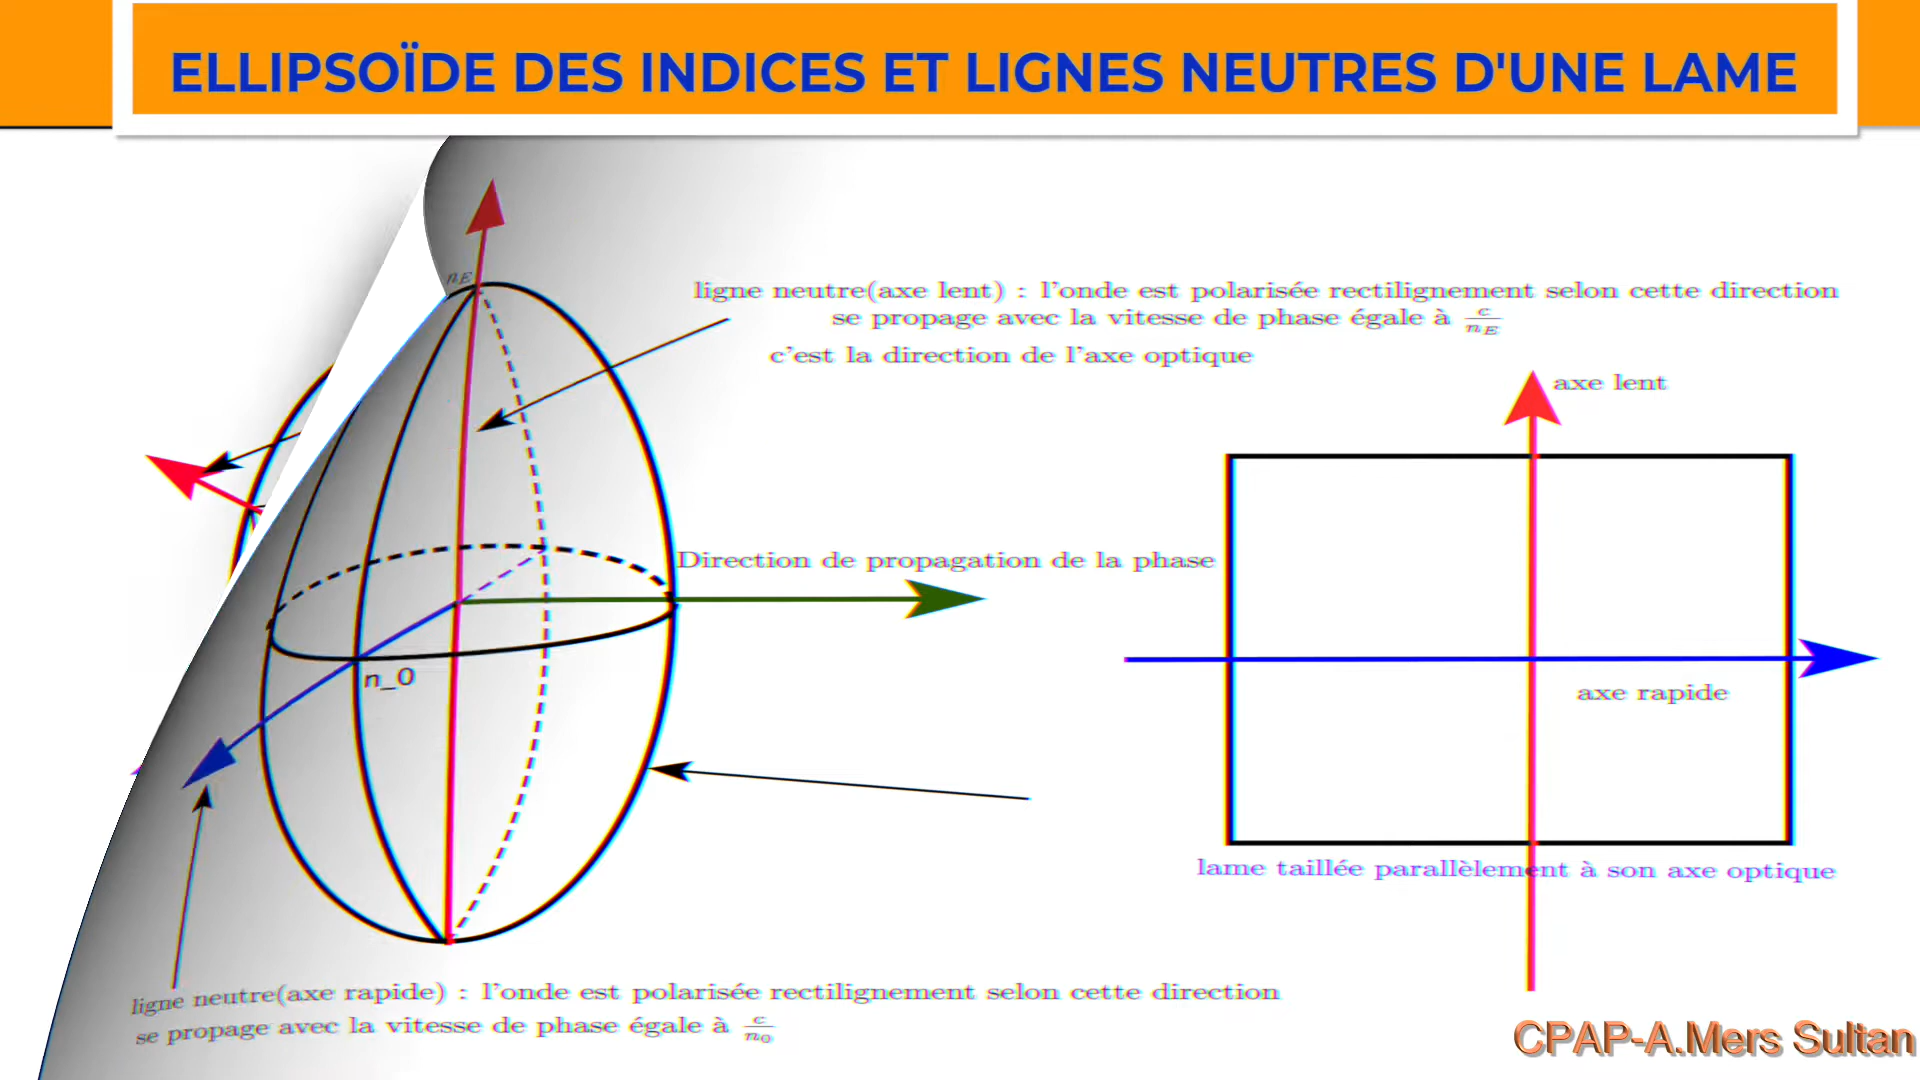 ELLIPSOÏDE DES INDICES ET LIGNES NEUTRES D'UNE LAME
n_E
ligne neutre(axe lent) : l'onde est polarisée rectilignement selon cette direction
se propage avec la vitesse de phase égale à c/n_E
c'est la direction de l'axe optique
axe lent
Direction de propagation de la phase
n_0
axe rapide
lame taillée parallèlement à son axe optique
ligne neutre(axe rapide) : l'onde est polarisée rectilignement selon cette direction
se propage avec la vitesse de phase égale à c/n_0
CPAP-A.Mers Sultan